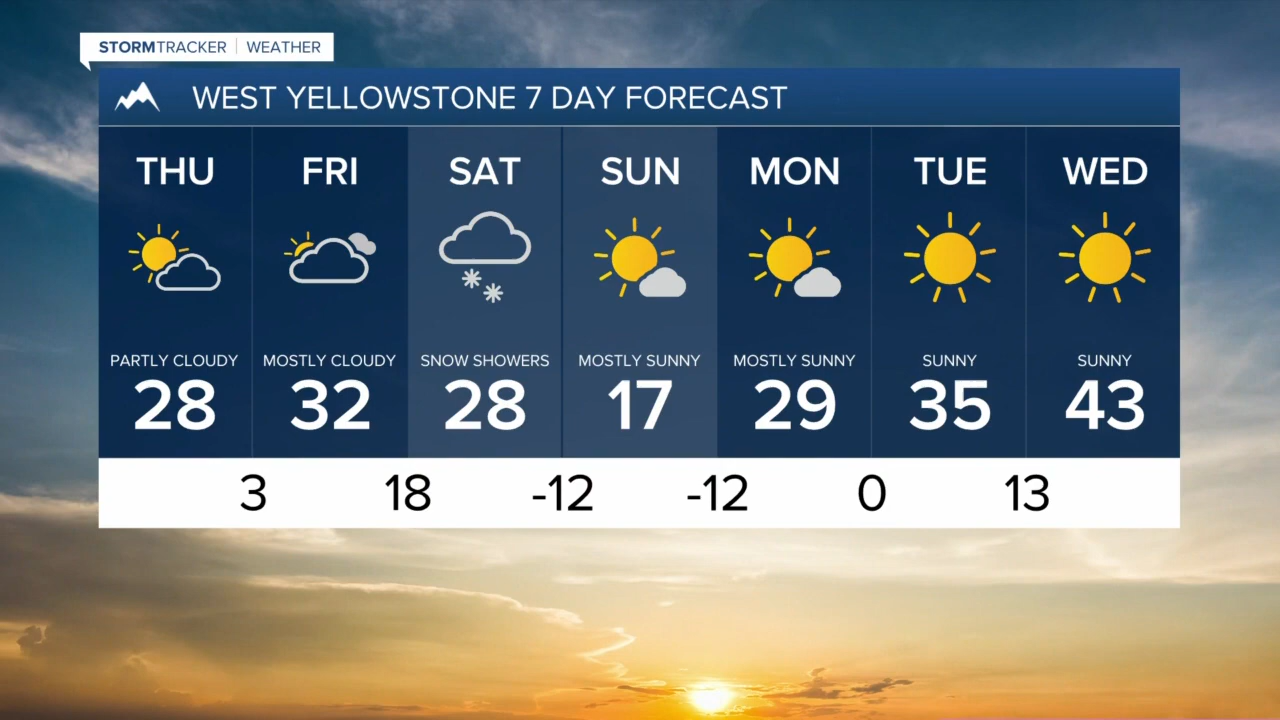 STORMTRACKER | WEATHER
WEST YELLOWSTONE 7 DAY FORECAST
THU FRI SAT SUN MON TUE WED
PARTLY CLOUDY MOSTLY CLOUDY SNOW SHOWERS MOSTLY SUNNY MOSTLY SUNNY SUNNY SUNNY
28 32 28 17 29 35 43
3 18 -12 -12 0 13